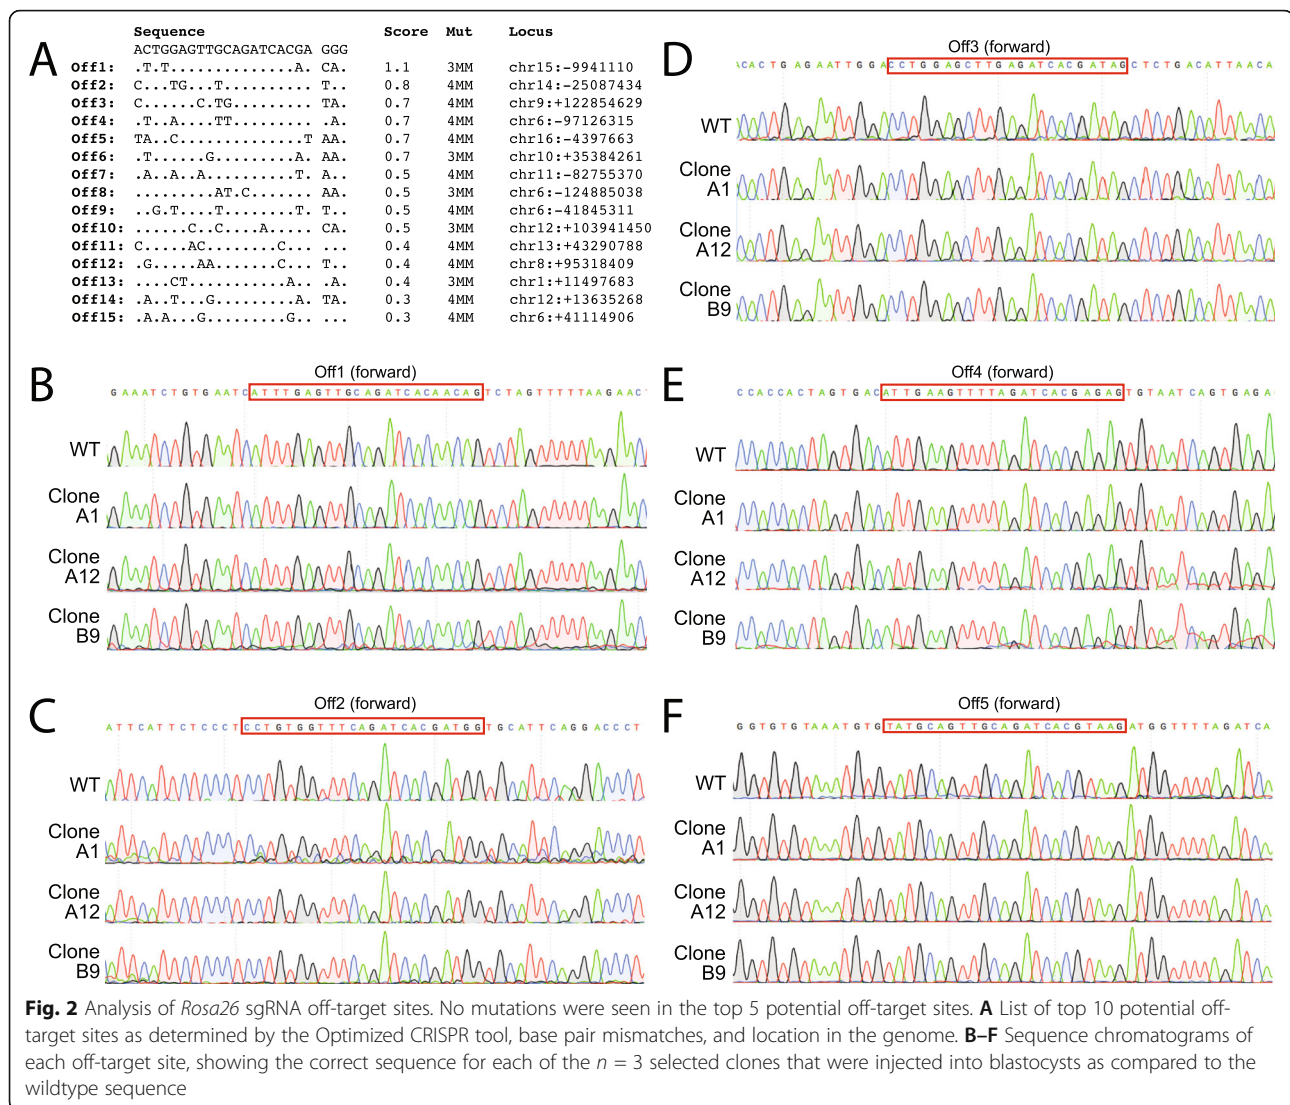 A
Sequence Score Mut Locus
ACTGGAGTTGCAGATCACGA GGG
Off1: .T.T..............A. CA. 1.1 3MM chr15:-9941110
Off2: C...TG...T.......... T.. 0.8 4MM chr14:-25087434
Off3: C......C.TG......... TA. 0.7 4MM chr9:+122854629
Off4: .T..A....TT......... .A. 0.7 4MM chr6:-97126315
Off5: TA..C..............T AA. 0.7 4MM chr16:-4397663
Off6: .T......G.........A. AA. 0.7 3MM chr10:+35384261
Off7: .A..A..A..........T. A.. 0.5 4MM chr11:-82755370
Off8: .........AT.C....... AA. 0.5 3MM chr6:-124885038
Off9: ..G.T....T........T. T.. 0.5 4MM chr6:-41845311
Off10: ......C..C....A..... CA. 0.5 3MM chr12:+103941450
Off11: C.....AC.........C.. ... 0.4 4MM chr13:+43290788
Off12: .G.....AA........C.. T.. 0.4 4MM chr8:+95318409
Off13: ....CT...........A.. .A. 0.4 3MM chr1:+11497683
Off14: .A..T...G.........A. TA. 0.3 4MM chr12:+13635268
Off15: .A.A...G.........G.. ... 0.3 4MM chr6:+41114906
B
Off1 (forward)
GAAATCTGTGAATCATTTGAGTTGCAGATCACAACAGTCTAGTTTTTAAGAAC
WT
Clone
A1
Clone
A12
Clone
B9
C
Off2 (forward)
ATTCATTCTCCCTCCTGTGGTTTCAGATCACGATGGTGCATTCAGGACCCT
WT
Clone
A1
Clone
A12
Clone
B9
D
Off3 (forward)
CACTGAGAATTGGACCTGGAGCTTGAGATCACGATAGCTCTGACATTAACA
WT
Clone
A1
Clone
A12
Clone
B9
E
Off4 (forward)
CCACCACTAGTGACATTGAAGTTTTAGATCACGAGAGTGTAATCAGTGAGA
WT
Clone
A1
Clone
A12
Clone
B9
F
Off5 (forward)
GGTGTGTAAATGTGTATGCAGTTGCAGATCACGTAAGATGGTTTTAGATCA
WT
Clone
A1
Clone
A12
Clone
B9
Fig. 2 Analysis of Rosa26 sgRNA off-target sites. No mutations were seen in the top 5 potential off-target sites. A List of top 10 potential off-
target sites as determined by the Optimized CRISPR tool, base pair mismatches, and location in the genome. B–F Sequence chromatograms of
each off-target site, showing the correct sequence for each of the n = 3 selected clones that were injected into blastocysts as compared to the
wildtype sequence